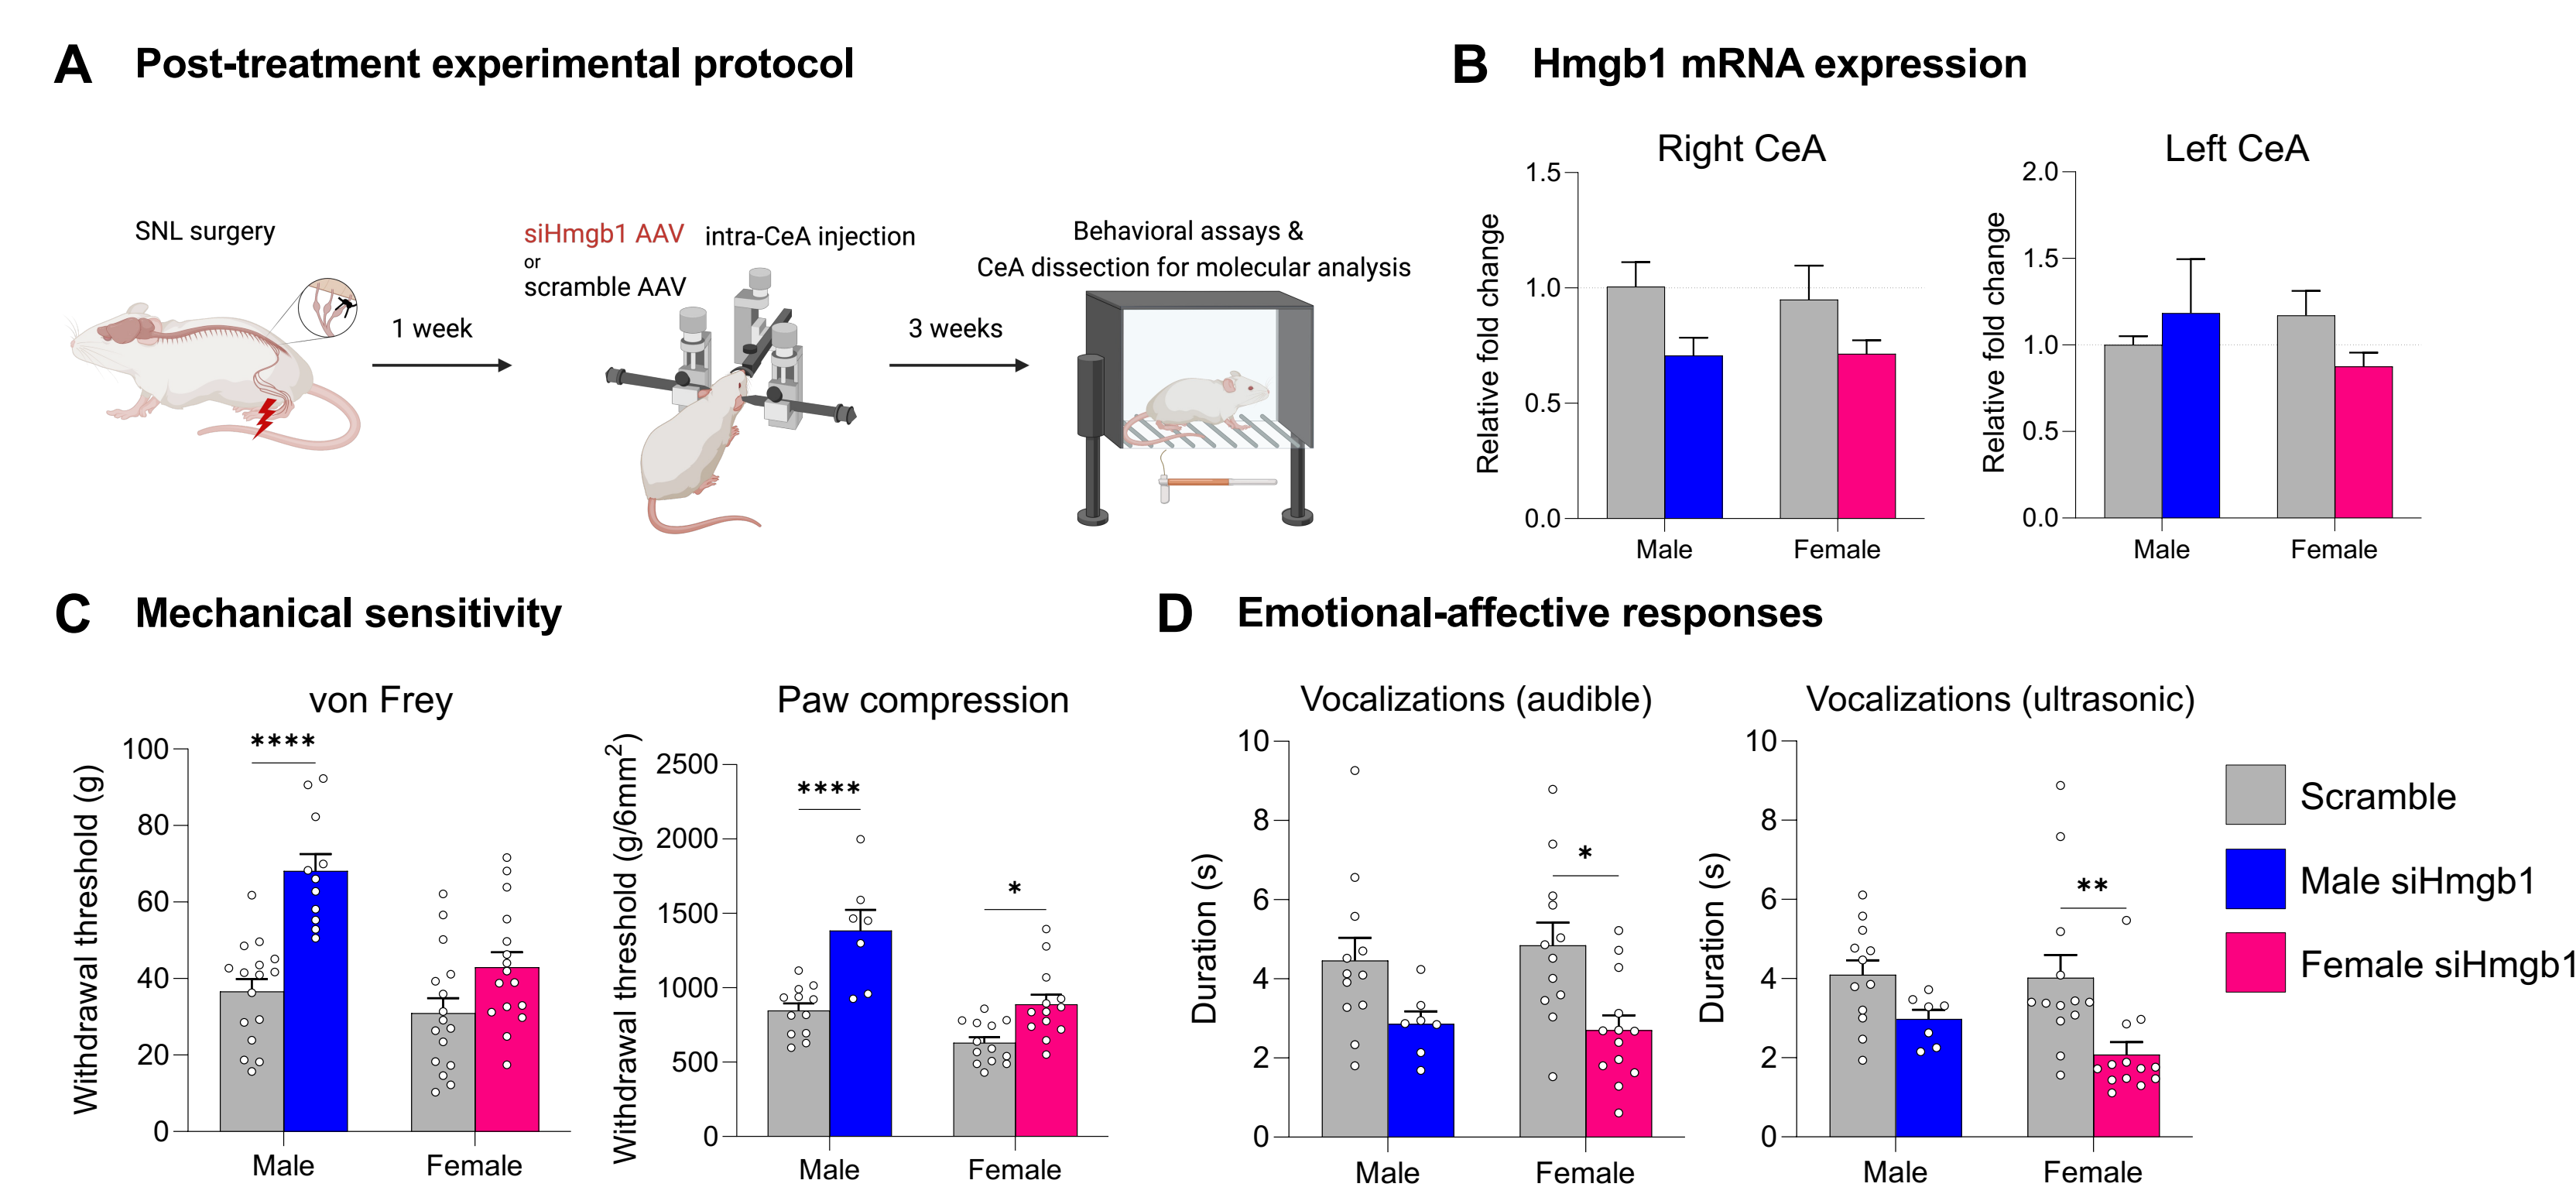 A Post-treatment experimental protocol
SNL surgery
1 week
siHmgb1 AAV
or
scramble AAV
intra-CeA injection
3 weeks
Behavioral assays &
CeA dissection for molecular analysis
B Hmgb1 mRNA expression
Right CeA
Relative fold change
1.5
1.0
0.5
0.0
Male Female
Left CeA
Relative fold change
2.0
1.5
1.0
0.5
0.0
Male Female
C Mechanical sensitivity
von Frey
Withdrawal threshold (g)
100
80
60
40
20
0
****
Male Female
Paw compression
Withdrawal threshold (g/6mm²)
2500
2000
1500
1000
500
0
****
*
Male Female
D Emotional-affective responses
Vocalizations (audible)
Duration (s)
10
8
6
4
2
0
*
Male Female
Vocalizations (ultrasonic)
Duration (s)
10
8
6
4
2
0
**
Male Female
Scramble
Male siHmgb1
Female siHmgb1